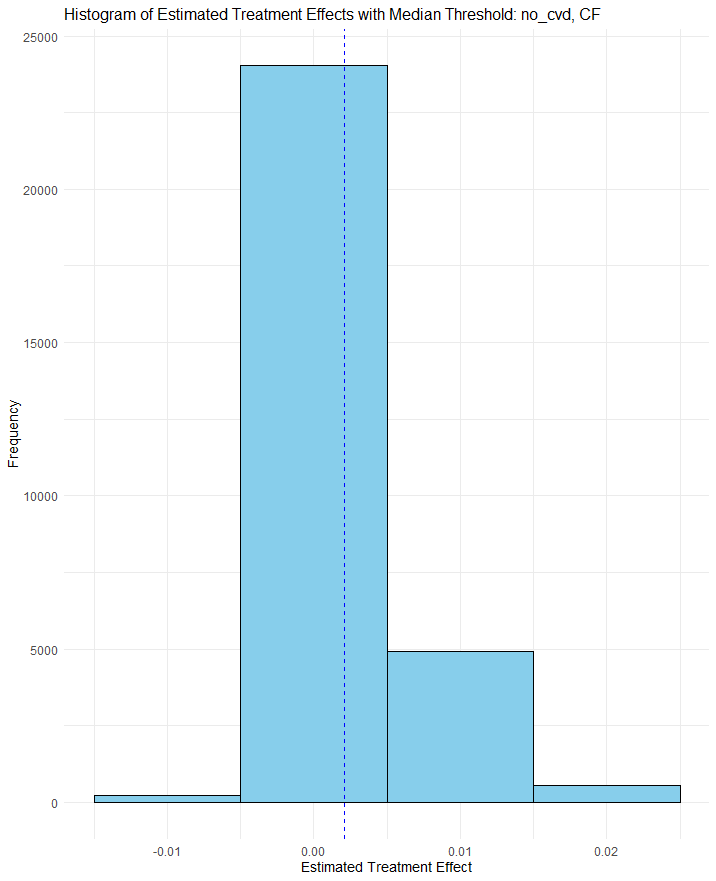 Histogram of Estimated Treatment Effects with Median Threshold: no_cvd, CF
25000
20000
15000
10000
5000
0
Frequency
-0.01 0.00 0.01 0.02
Estimated Treatment Effect